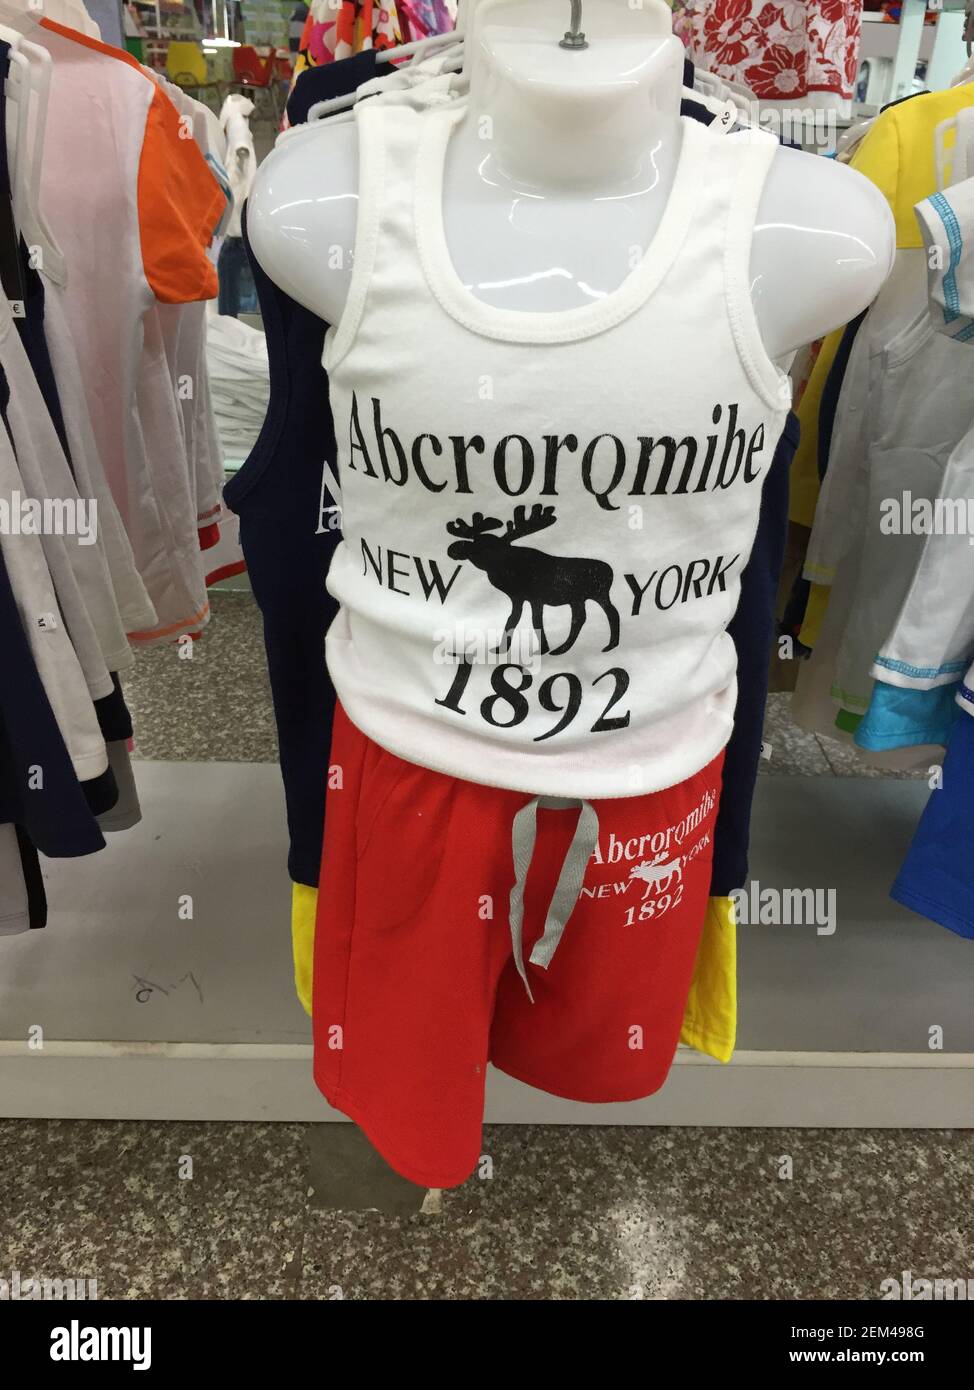 AbcrorQmibe
NEW YORK
1892
AbcrorQmibe
NEW YORK
1892
A
M
€
alamy
Image ID: 2EM498G
www.alamy.com